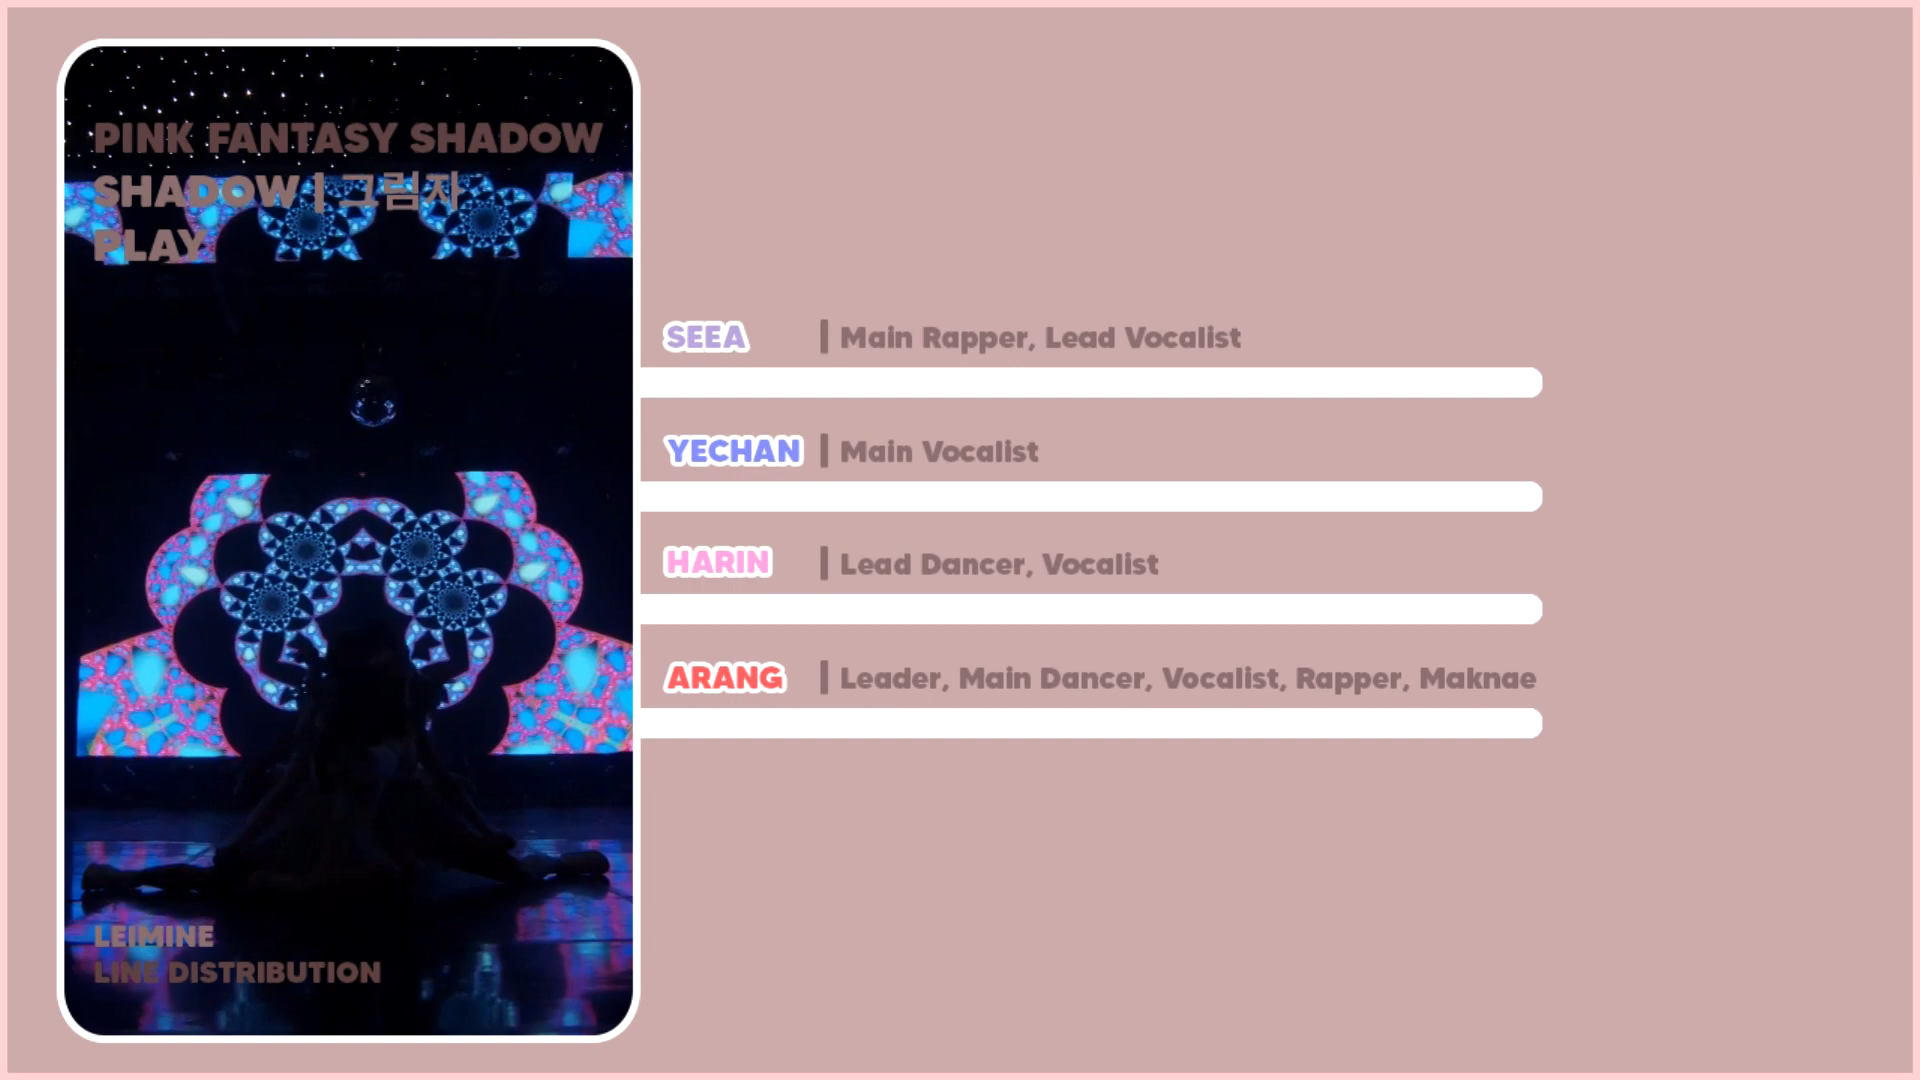 PINK FANTASY SHADOW
SHADOW | 그림자
PLAY
SEEA | Main Rapper, Lead Vocalist
YECHAN | Main Vocalist
HARIN | Lead Dancer, Vocalist
ARANG | Leader, Main Dancer, Vocalist, Rapper, Maknae
LEIMINE
LINE DISTRIBUTION